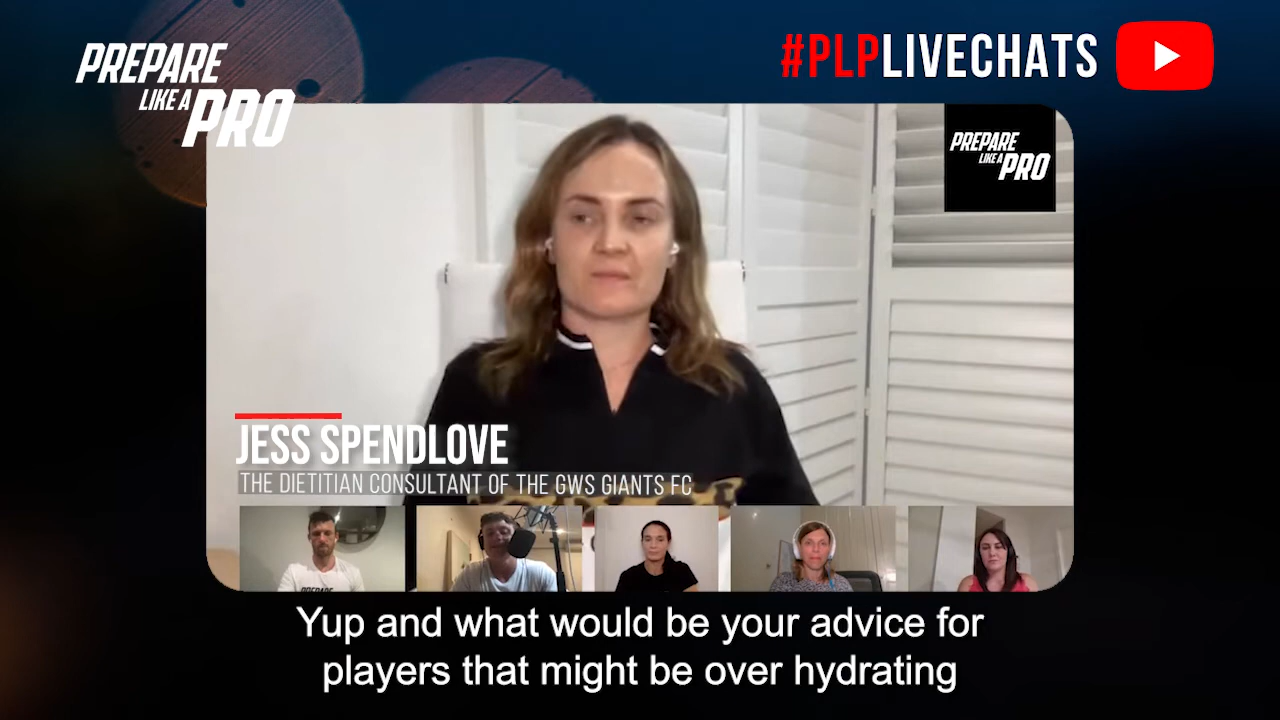 PREPARE
LIKE A
PRO
#PLPLIVECHATS
PREPARE
LIKE A
PRO
JESS SPENDLOVE
THE DIETITIAN CONSULTANT OF THE GWS GIANTS FC
PREPARE
Yup and what would be your advice for
players that might be over hydrating